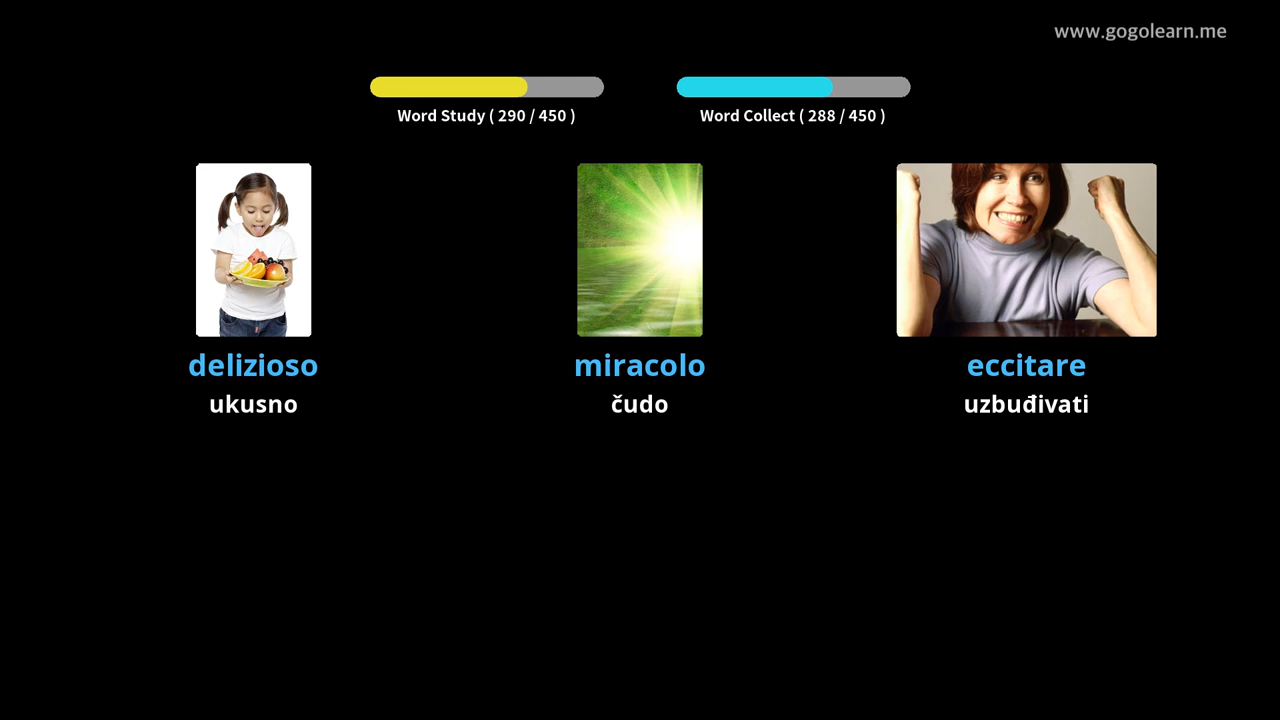 www.gogolearn.me
Word Study ( 290 / 450 )
Word Collect ( 288 / 450 )
delizioso
ukusno
miracolo
čudo
eccitare
uzbuđivati